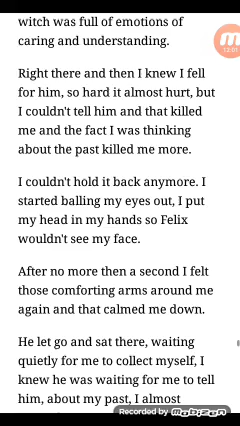 witch was full of emotions of
caring and understanding.
Right there and then I knew I fell
for him, so hard it almost hurt, but
I couldn't tell him and that killed
me and the fact I was thinking
about the past killed me more.
I couldn't hold it back anymore. I
started balling my eyes out, I put
my head in my hands so Felix
wouldn't see my face.
After no more then a second I felt
those comforting arms around me
again and that calmed me down.
He let go and sat there, waiting
quietly for me to collect myself, I
knew he was waiting for me to tell
him, about my past, I almost
Recorded by mobizen